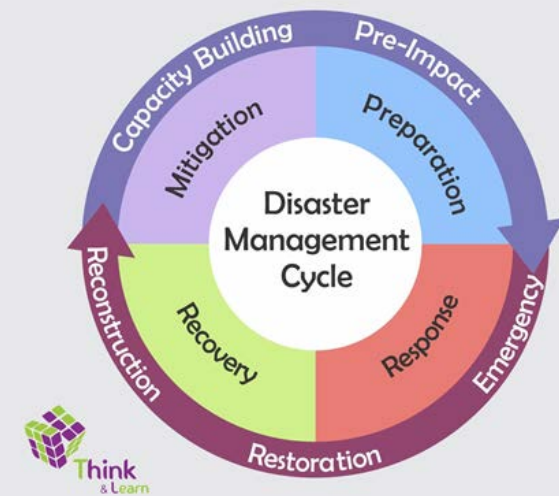 Capacity Building
Pre-Impact
Mitigation
Preparation
Disaster
Management
Cycle
Reconstruction
Recovery
Response
Emergency
Restoration
Think
& Learn